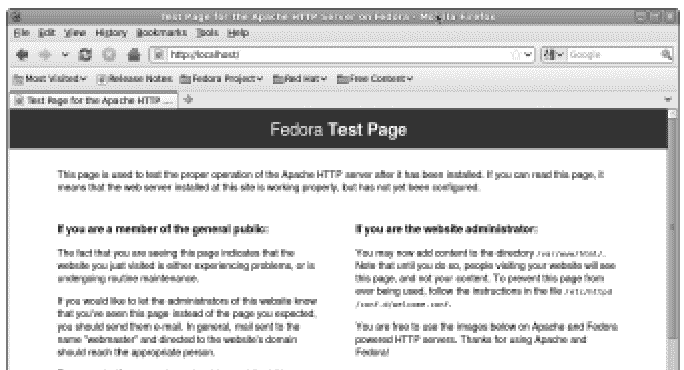 Test Page for the Apache HTTP Server on Fedora - Mozilla Firefox
File Edit View History Bookmarks Tools Help
http://localhost/
Google
Most Visited Release Notes Fedora Project Red Hat Free Content
Test Page for the Apache HTTP ...
Fedora Test Page
This page is used to test the proper operation of the Apache HTTP server after it has been installed. If you can read this page, it
means that the web server installed at this site is working properly, but has not yet been configured.
If you are a member of the general public:
The fact that you are seeing this page indicates that the
website you just visited is either experiencing problems, or is
undergoing routine maintenance.
If you would like to let the administrators of this website know
that you've seen this page instead of the page you expected,
you should send them e-mail. In general, mail sent to the
name "webmaster" and directed to the website's domain
should reach the appropriate person.
If you are the website administrator:
You may now add content to the directory /var/www/html/.
Note that until you do so, people visiting your website will see
this page, and not your content. To prevent this page from
ever being used, follow the instructions in the file /etc/httpd
/conf.d/welcome.conf.
You are free to use the images below on Apache and Fedora
powered HTTP servers. Thanks for using Apache and
Fedora!